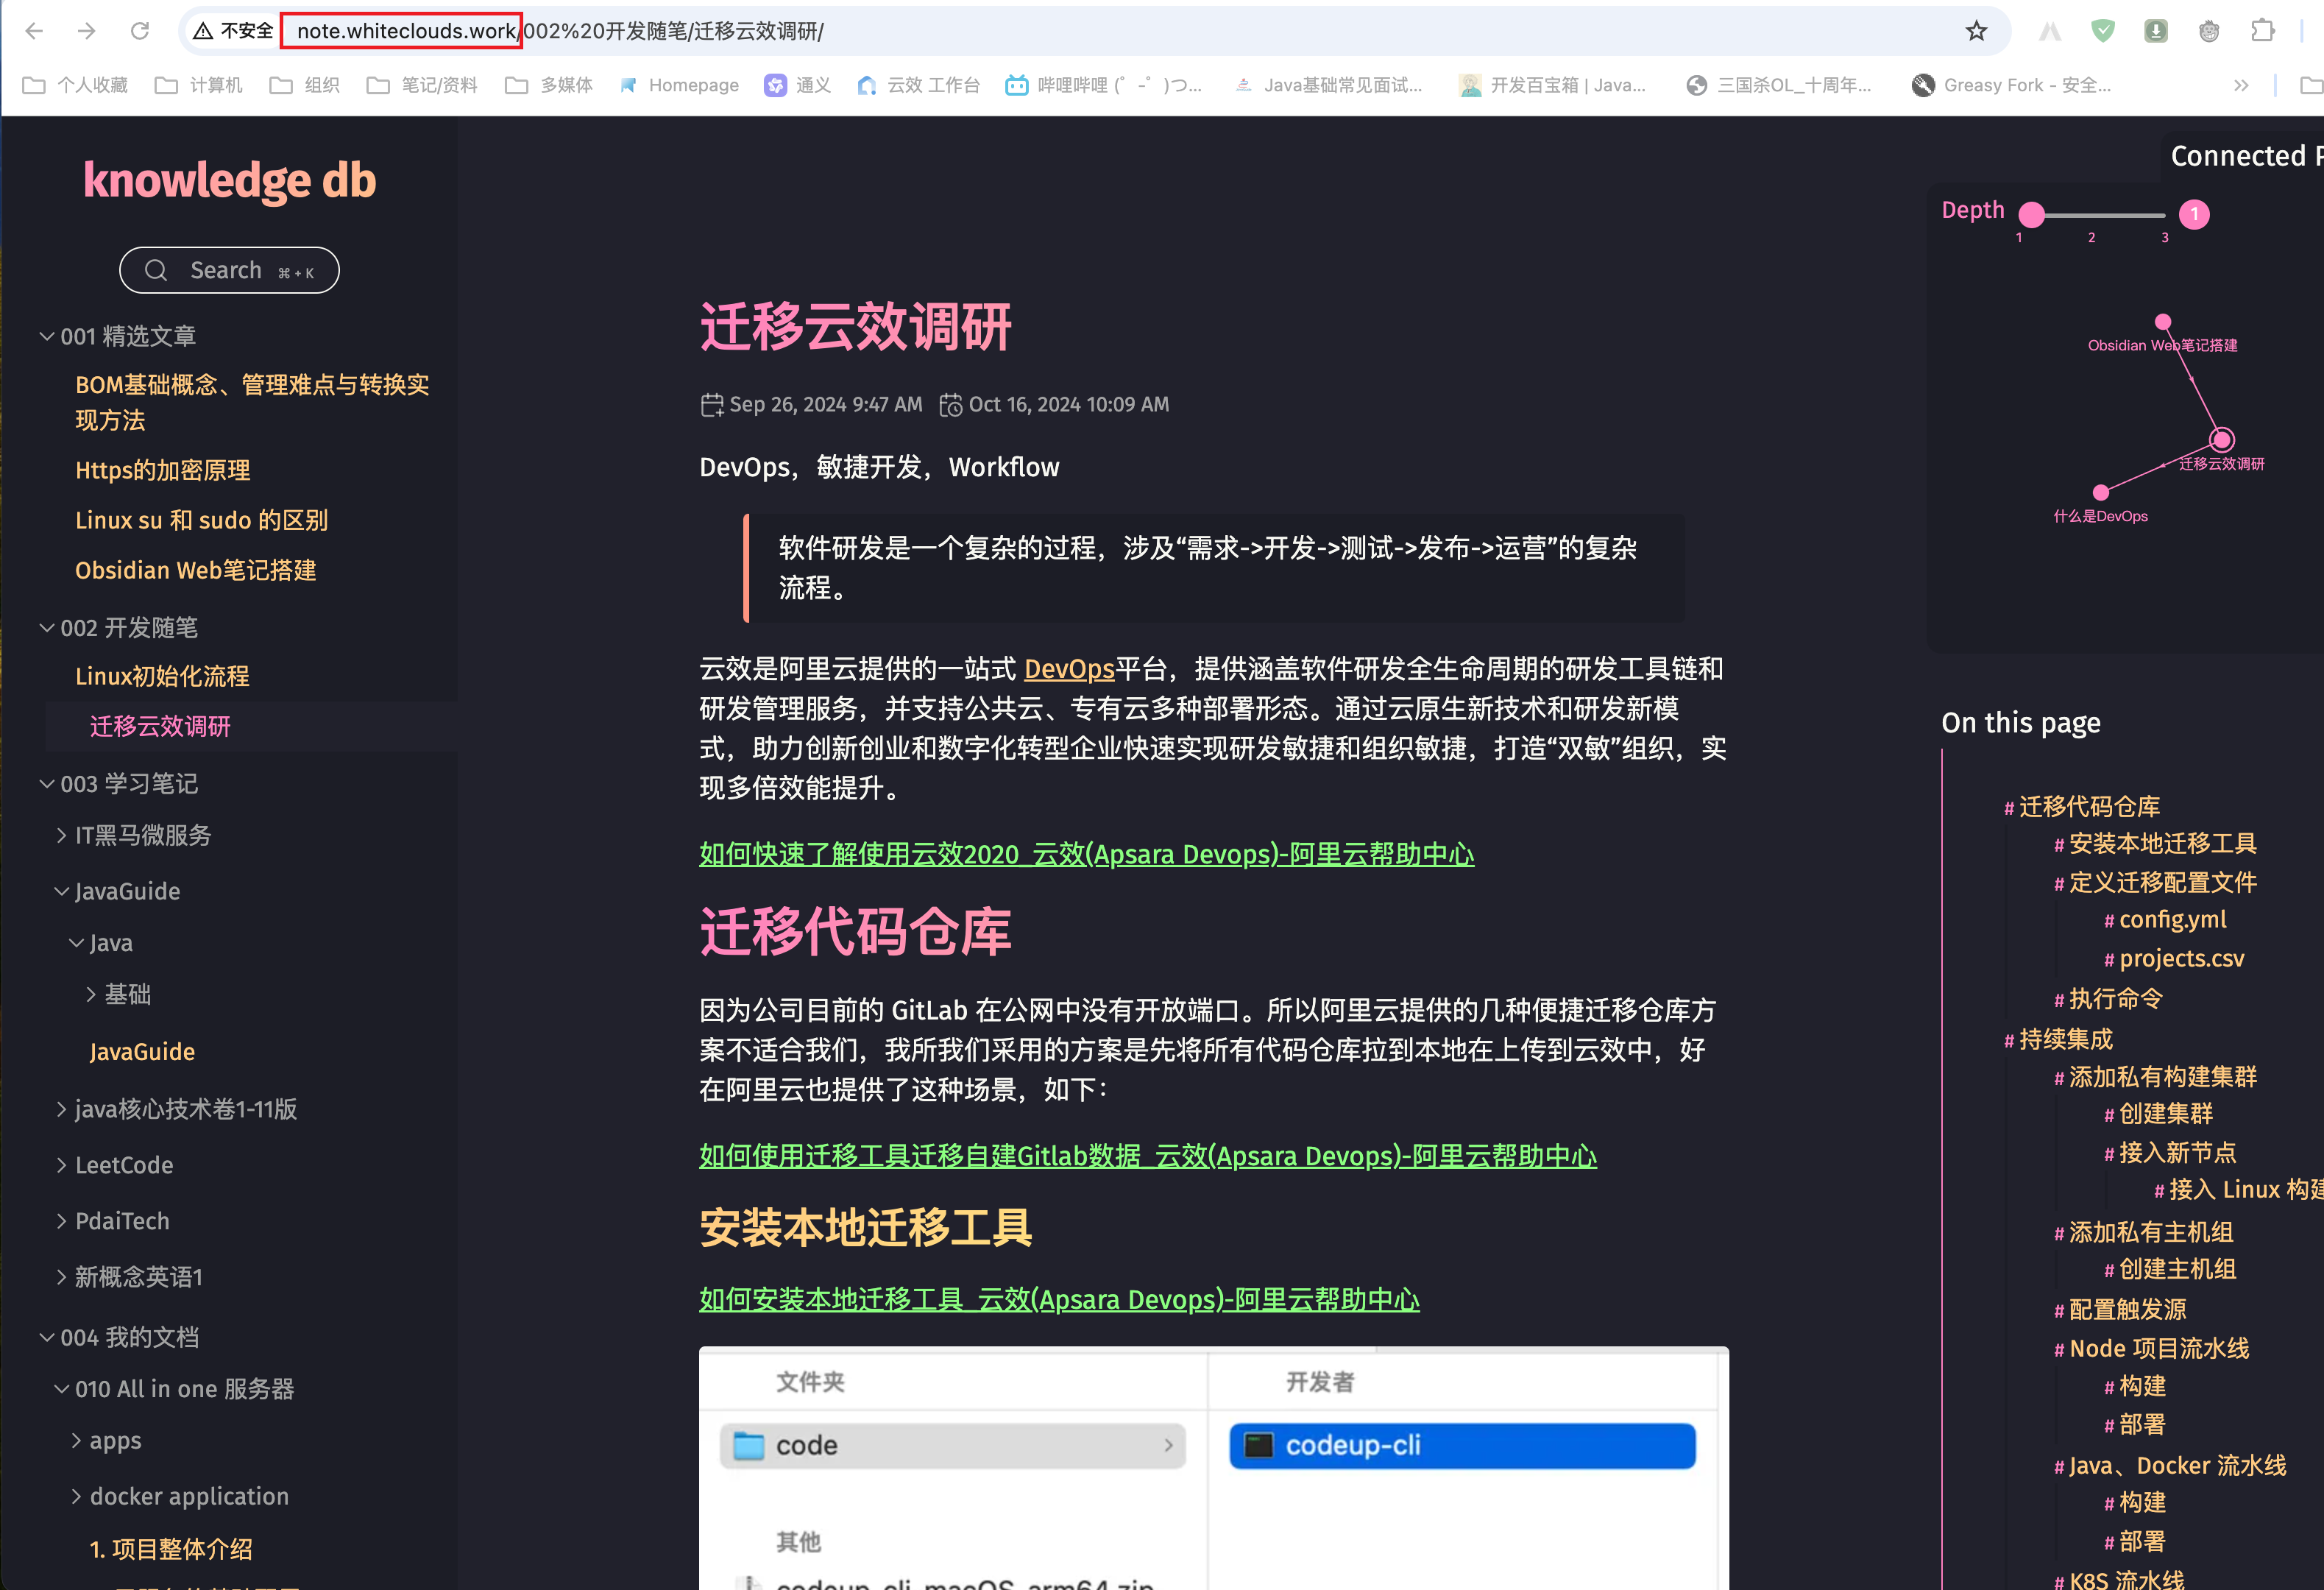 不安全 note.whiteclouds.work/002%20开发随笔/迁移云效调研/
个人收藏 计算机 组织 笔记/资料 多媒体 Homepage 通义 云效 工作台 哔哩哔哩 (゜-゜)つ... Java基础常见面试... 开发百宝箱 | Java... 三国杀OL_十周年... Greasy Fork - 安全... »
knowledge db
Search ⌘ + K
001 精选文章
BOM基础概念、管理难点与转换实
现方法
Https的加密原理
Linux su 和 sudo 的区别
Obsidian Web笔记搭建
002 开发随笔
Linux初始化流程
迁移云效调研
003 学习笔记
IT黑马微服务
JavaGuide
Java
基础
JavaGuide
java核心技术卷1-11版
LeetCode
PdaiTech
新概念英语1
004 我的文档
010 All in one 服务器
apps
docker application
1. 项目整体介绍
迁移云效调研
Sep 26, 2024 9:47 AM Oct 16, 2024 10:09 AM
DevOps，敏捷开发，Workflow
软件研发是一个复杂的过程，涉及“需求->开发->测试->发布->运营”的复杂
流程。
云效是阿里云提供的一站式 DevOps平台，提供涵盖软件研发全生命周期的研发工具链和
研发管理服务，并支持公共云、专有云多种部署形态。通过云原生新技术和研发新模
式，助力创新创业和数字化转型企业快速实现研发敏捷和组织敏捷，打造“双敏”组织，实
现多倍效能提升。
如何快速了解使用云效2020_云效(Apsara Devops)-阿里云帮助中心
迁移代码仓库
因为公司目前的 GitLab 在公网中没有开放端口。所以阿里云提供的几种便捷迁移仓库方
案不适合我们，我所我们采用的方案是先将所有代码仓库拉到本地在上传到云效中，好
在阿里云也提供了这种场景，如下：
如何使用迁移工具迁移自建Gitlab数据_云效(Apsara Devops)-阿里云帮助中心
安装本地迁移工具
如何安装本地迁移工具_云效(Apsara Devops)-阿里云帮助中心
文件夹 开发者
code codeup-cli
其他
codeup-cli-macOS-arm64.zip
Connected
Depth 1
1 2 3
Obsidian Web笔记搭建
迁移云效调研
什么是DevOps
On this page
# 迁移代码仓库
# 安装本地迁移工具
# 定义迁移配置文件
# config.yml
# projects.csv
# 执行命令
# 持续集成
# 添加私有构建集群
# 创建集群
# 接入新节点
# 接入 Linux 构建
# 添加私有主机组
# 创建主机组
# 配置触发源
# Node 项目流水线
# 构建
# 部署
# Java、Docker 流水线
# 构建
# 部署
# K8S 流水线